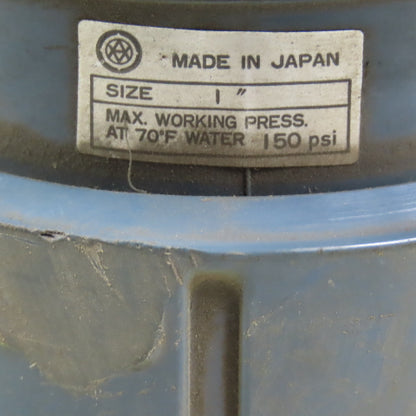 MADE IN JAPAN
SIZE 1"
MAX. WORKING PRESS.
AT 70°F WATER 150 psi